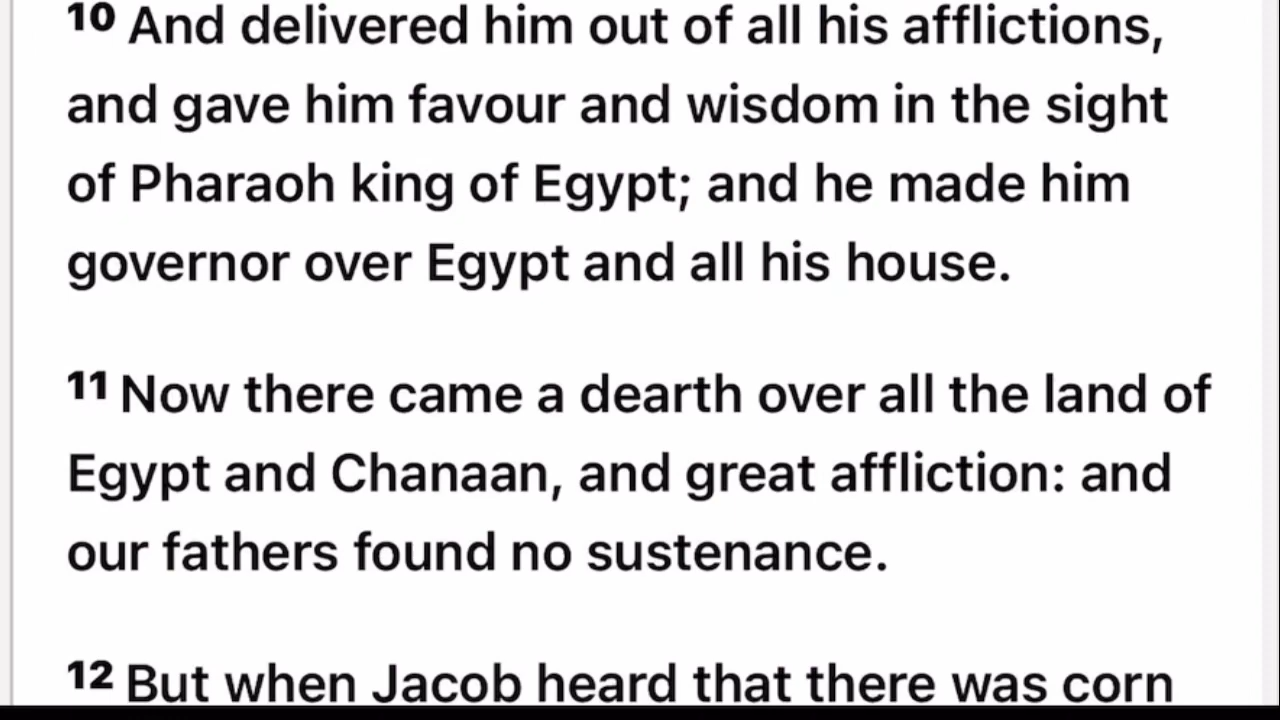 10 And delivered him out of all his afflictions,
and gave him favour and wisdom in the sight
of Pharaoh king of Egypt; and he made him
governor over Egypt and all his house.
11 Now there came a dearth over all the land of
Egypt and Chanaan, and great affliction: and
our fathers found no sustenance.
12 But when Jacob heard that there was corn